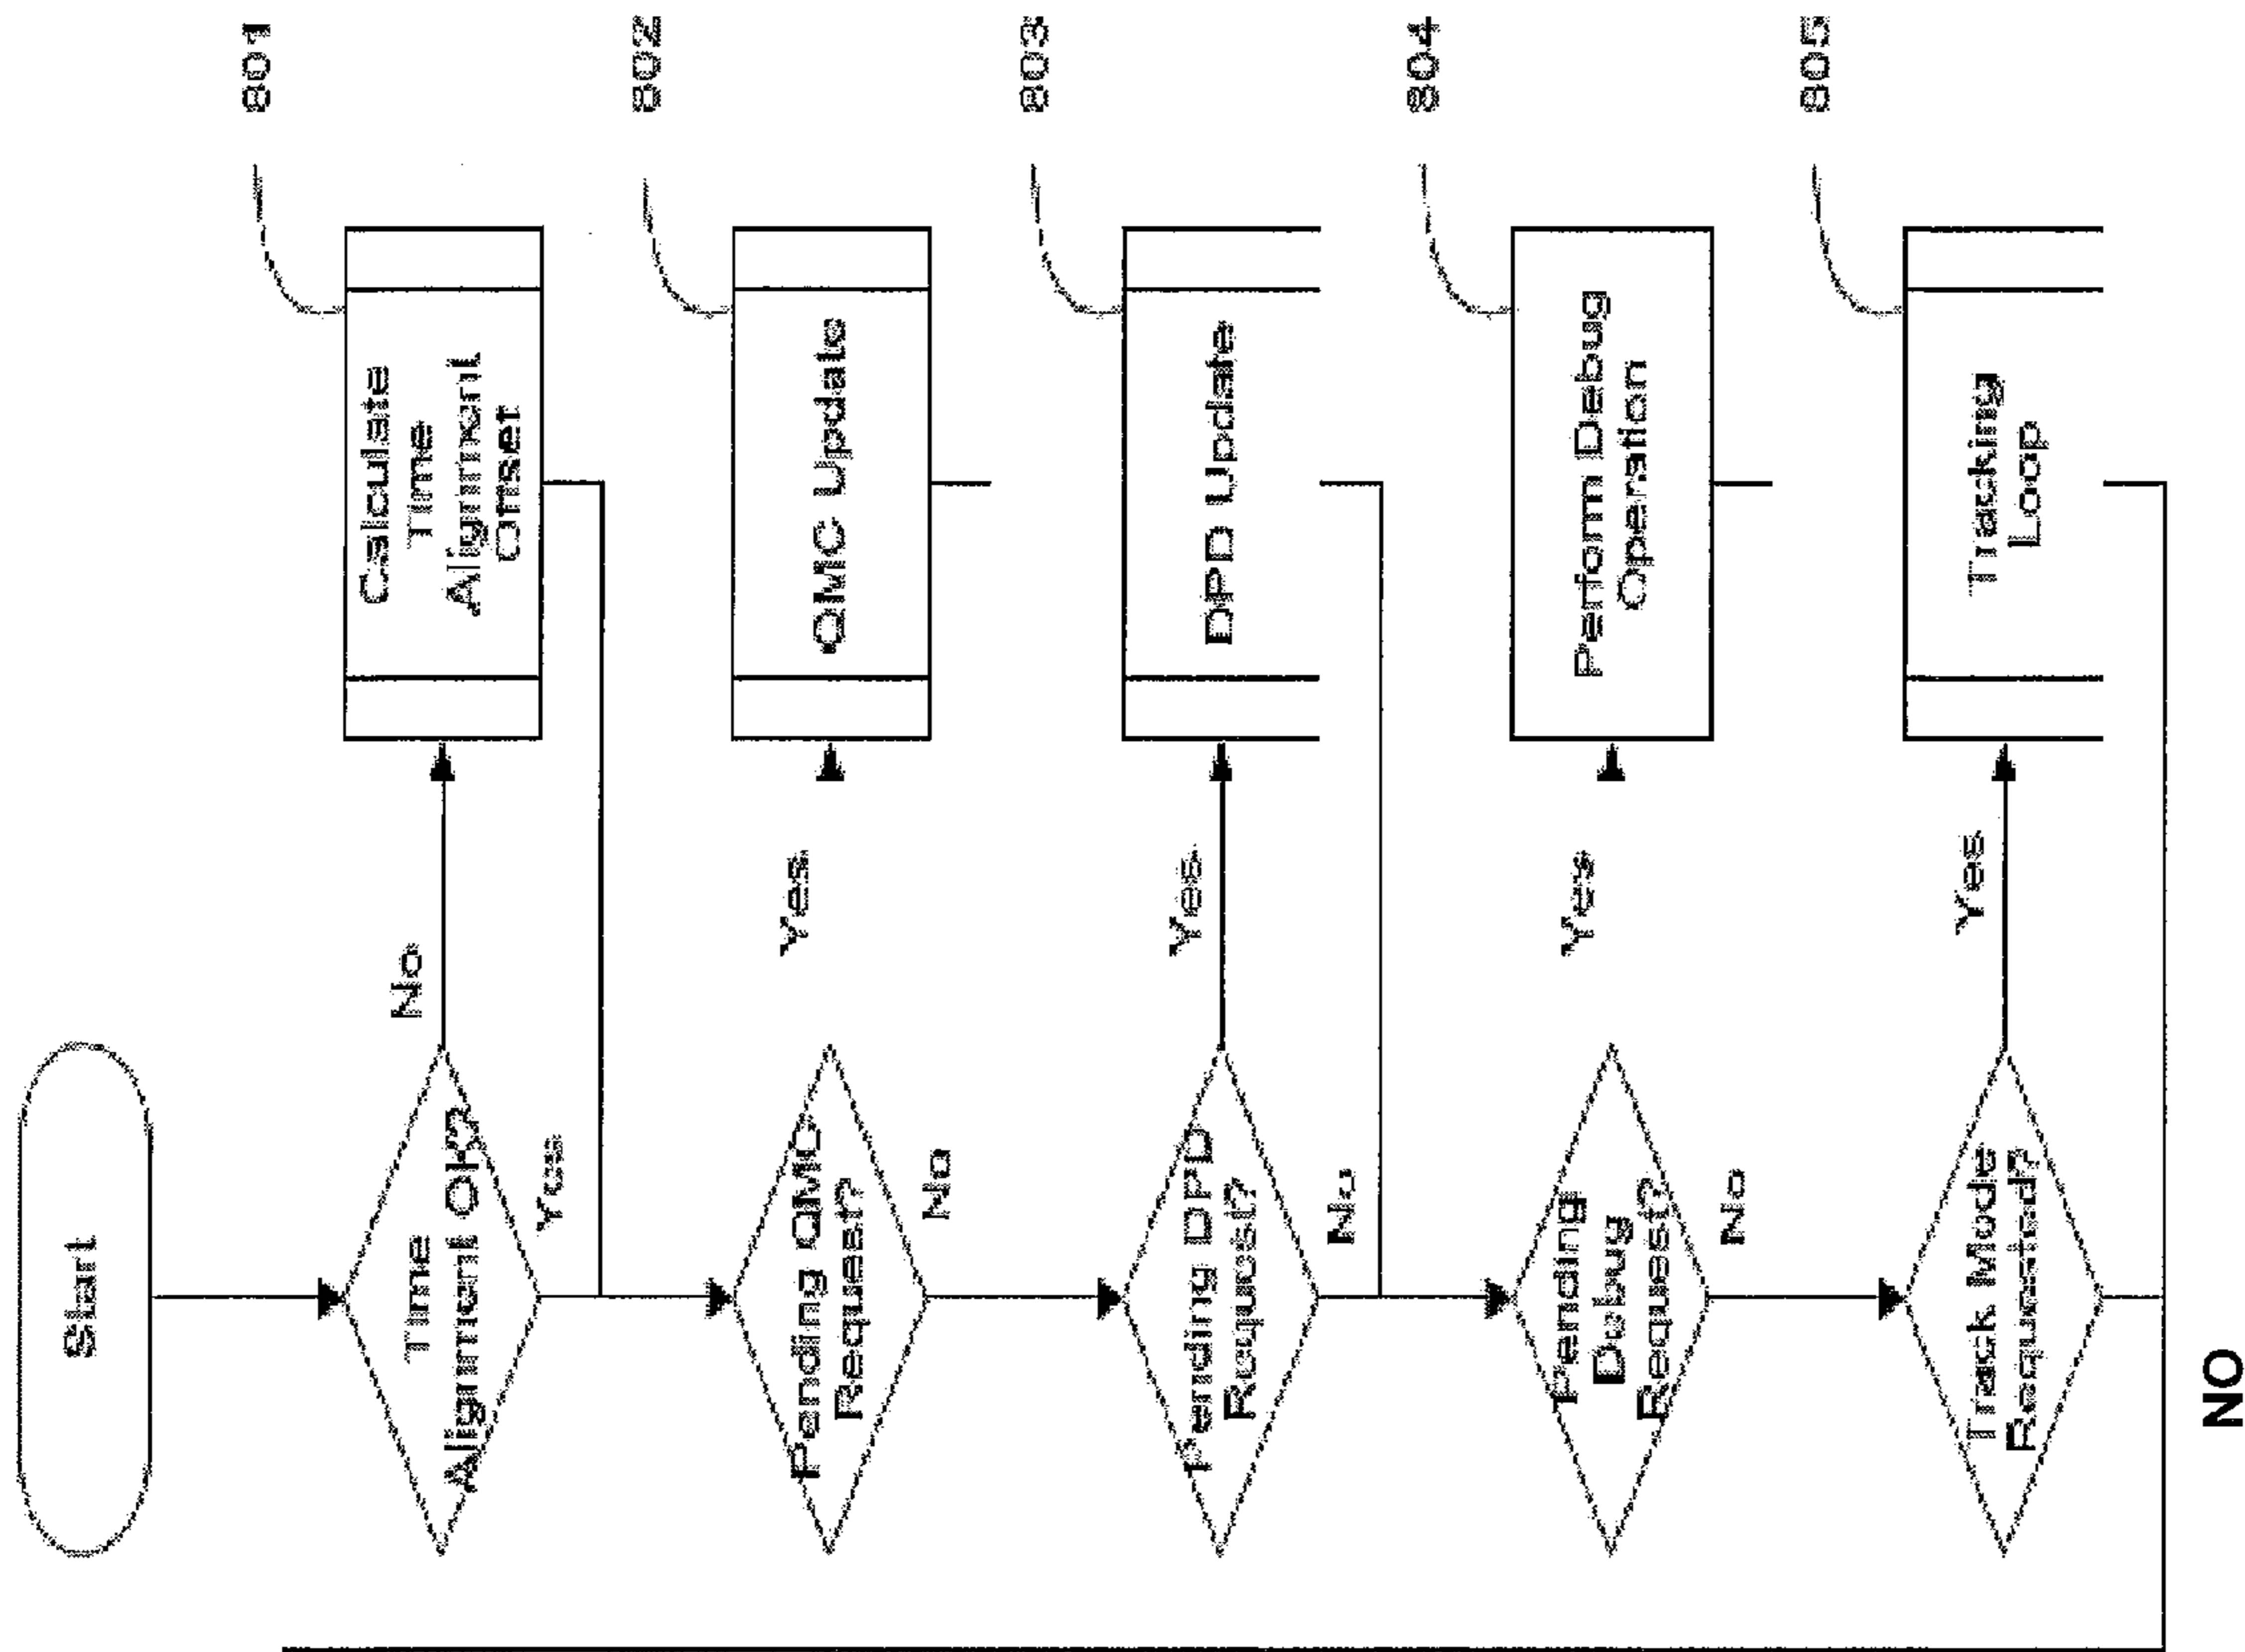 Start
Time
Alignment OK?
No
Yes
Calculate
Time
Alignment
Offset
801
Pending QMC
Request?
Yes
No
QMC Update
802
Pending DPD
Request?
Yes
No
DPD Update
803
Pending
Debug
Request?
Yes
No
Perform Debug
Operation
804
Track Mode
Requested?
Yes
NO
Tracking
Loop
805